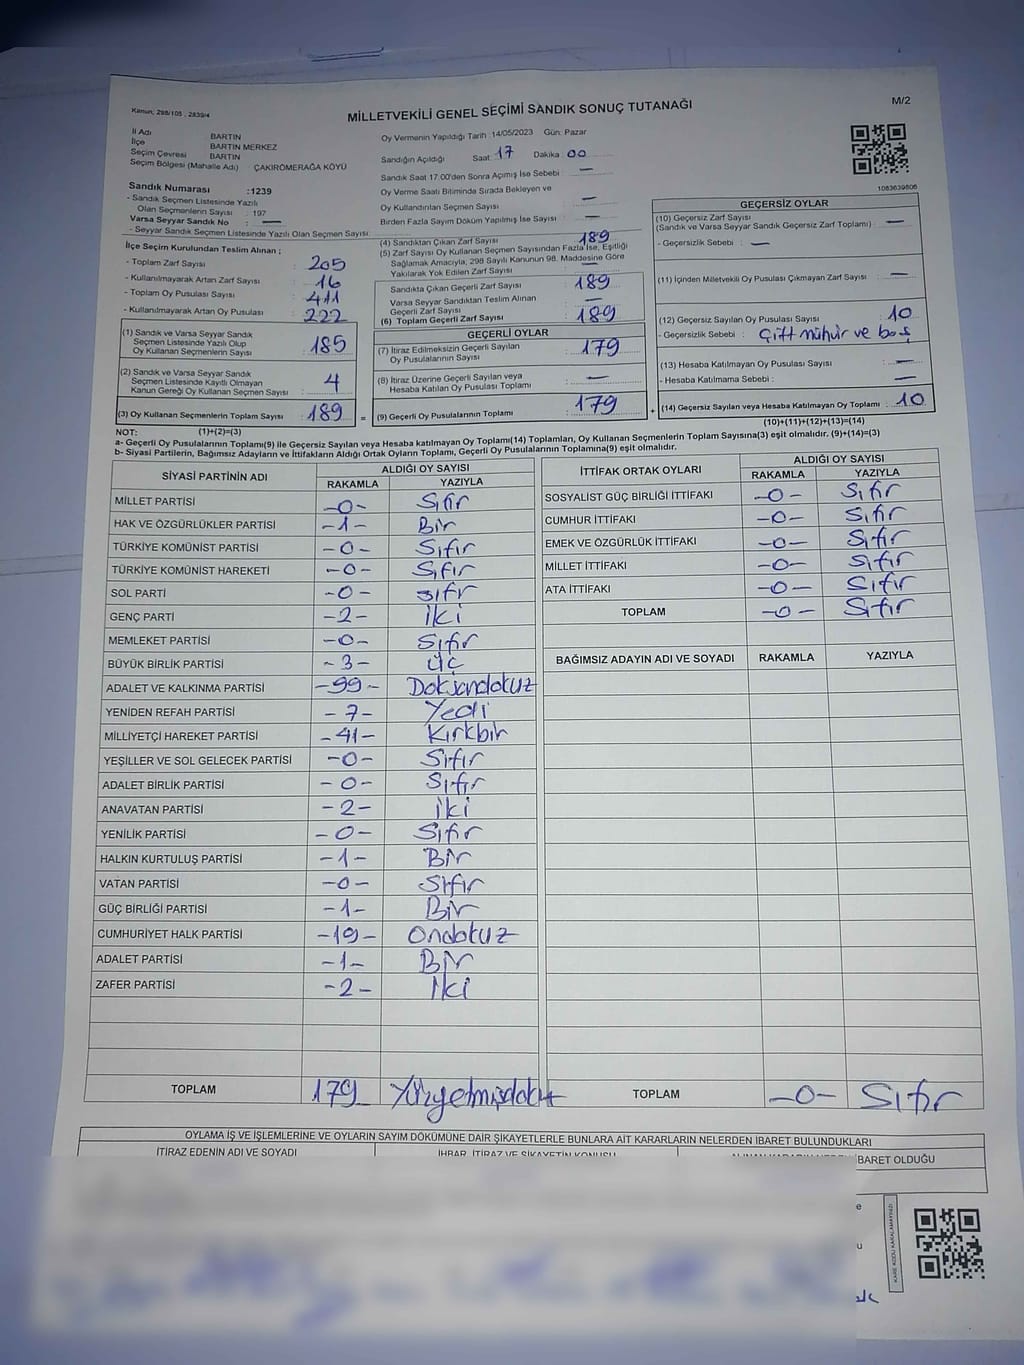 Kanun; 298/105 , 2839/4
MİLLETVEKİLİ GENEL SEÇİMİ SANDIK SONUÇ TUTANAĞI
M/2
İl Adı BARTIN
İlçe BARTIN MERKEZ
Seçim Çevresi BARTIN
Seçim Bölgesi (Mahalle Adı) : ÇAKIRÖMERAĞA KÖYÜ
Oy Vermenin Yapıldığı Tarih :14/05/2023 Gün: Pazar
Sandığın Açıldığı Saat :17 Dakika :00
Sandık Saat 17.00'den Sonra Açımış İse Sebebi : —
Oy Verme Saati Bitiminde Sırada Bekleyen ve
Oy Kullandırılan Seçmen Sayısı : —
Birden Fazla Sayım Döküm Yapılmış İse Sayısı : —
1083639806
Sandık Numarası :1239
- Sandık Seçmen Listesinde Yazılı
Olan Seçmenlerin Sayısı : 197
Varsa Seyyar Sandık No : —
- Seyyar Sandık Seçmen Listesinde Yazılı Olan Seçmen Sayısı
İlçe Seçim Kurulundan Teslim Alınan ;
- Toplam Zarf Sayısı : 205
- Kullanılmayarak Artan Zarf Sayısı : 16
- Toplam Oy Pusulası Sayısı : 411
- Kullanılmayarak Artan Oy Pusulası : 222
(1) Sandık ve Varsa Seyyar Sandık
Seçmen Listesinde Yazılı Olup
Oy Kullanan Seçmenlerin Sayısı : 185
(2) Sandık ve Varsa Seyyar Sandık
Seçmen Listesinde Kayıtlı Olmayan
Kanun Gereği Oy Kullanan Seçmen Sayısı : 4
(3) Oy Kullanan Seçmenlerin Toplam Sayısı : 189 =
(1)+(2)=(3)
(4) Sandıktan Çıkan Zarf Sayısı : 189
(5) Zarf Sayısı Oy Kullanan Seçmen Sayısından Fazla İse, Eşitliği
Sağlamak Amacıyla, 298 Sayılı Kanunun 98. Maddesine Göre
Yakılarak Yok Edilen Zarf Sayısı : —
Sandıkta Çıkan Geçerli Zarf Sayısı : 189
Varsa Seyyar Sandıktan Teslim Alınan
Geçerli Zarf Sayısı : —
(6) Toplam Geçerli Zarf Sayısı : 189
GEÇERLİ OYLAR
(7) İtiraz Edilmeksizin Geçerli Sayılan
Oy Pusulalarının Sayısı : 179
(8) İtiraz Üzerine Geçerli Sayılan veya
Hesaba Katılan Oy Pusulası Toplamı : —
(9) Geçerli Oy Pusulalarının Toplamı : 179 +
GEÇERSİZ OYLAR
(10) Geçersiz Zarf Sayısı
(Sandık ve Varsa Seyyar Sandık Geçersiz Zarf Toplamı) : —
- Geçersizlik Sebebi : —
(11) İçinden Milletvekili Oy Pusulası Çıkmayan Zarf Sayısı : —
(12) Geçersiz Sayılan Oy Pusulası Sayısı : 10
- Geçersizlik Sebebi : Çift mühür ve boş
(13) Hesaba Katılmayan Oy Pusulası Sayısı : —
- Hesaba Katılmama Sebebi : —
(14) Geçersiz Sayılan veya Hesaba Katılmayan Oy Toplamı : 10
(10)+(11)+(12)+(13)=(14)
NOT:
a- Geçerli Oy Pusulalarının Toplamı(9) ile Geçersiz Sayılan veya Hesaba katılmayan Oy Toplamı(14) Toplamları, Oy Kullanan Seçmenlerin Toplam Sayısına(3) eşit olmalıdır. (9)+(14)=(3)
b- Siyasi Partilerin, Bağımsız Adayların ve İttifakların Aldığı Ortak Oyların Toplamı, Geçerli Oy Pusulalarının Toplamına(9) eşit olmalıdır.
SİYASİ PARTİNİN ADI ALDIĞI OY SAYISI
RAKAMLA YAZIYLA
MİLLET PARTİSİ -0- Sıfır
HAK VE ÖZGÜRLÜKLER PARTİSİ -1- Bir
TÜRKİYE KOMÜNİST PARTİSİ -0- Sıfır
TÜRKİYE KOMÜNİST HAREKETİ -0- Sıfır
SOL PARTİ -0- sıfır
GENÇ PARTİ -2- İki
MEMLEKET PARTİSİ -0- Sıfır
BÜYÜK BİRLİK PARTİSİ -3- Üç
ADALET VE KALKINMA PARTİSİ -99- Doksandokuz
YENİDEN REFAH PARTİSİ -7- Yedi
MİLLİYETÇİ HAREKET PARTİSİ -41- Kırkbir
YEŞİLLER VE SOL GELECEK PARTİSİ -0- Sıfır
ADALET BİRLİK PARTİSİ -0- Sıfır
ANAVATAN PARTİSİ -2- İki
YENİLİK PARTİSİ -0- Sıfır
HALKIN KURTULUŞ PARTİSİ -1- Bir
VATAN PARTİSİ -0- Sıfır
GÜÇ BİRLİĞİ PARTİSİ -1- Bir
CUMHURİYET HALK PARTİSİ -19- Ondokuz
ADALET PARTİSİ -1- Bir
ZAFER PARTİSİ -2- İki
TOPLAM 179 Yüzyetmişdokuz
İTTİFAK ORTAK OYLARI ALDIĞI OY SAYISI
RAKAMLA YAZIYLA
SOSYALİST GÜÇ BİRLİĞİ İTTİFAKI -0- Sıfır
CUMHUR İTTİFAKI -0- Sıfır
EMEK VE ÖZGÜRLÜK İTTİFAKI -0- Sıfır
MİLLET İTTİFAKI -0- Sıfır
ATA İTTİFAKI -0- Sıfır
TOPLAM -0- Sıfır
BAĞIMSIZ ADAYIN ADI VE SOYADI RAKAMLA YAZIYLA
TOPLAM -0- Sıfır
OYLAMA İŞ VE İŞLEMLERİNE VE OYLARIN SAYIM DÖKÜMÜNE DAİR ŞİKAYETLERLE BUNLARA AİT KARARLARIN NELERDEN İBARET BULUNDUKLARI
İTİRAZ EDENİN ADI VE SOYADI İHBAR, İTİRAZ VE ŞİKAYETİN KONUSU BARET OLDUĞU
KARE KODU KARALAMAYINIZ!